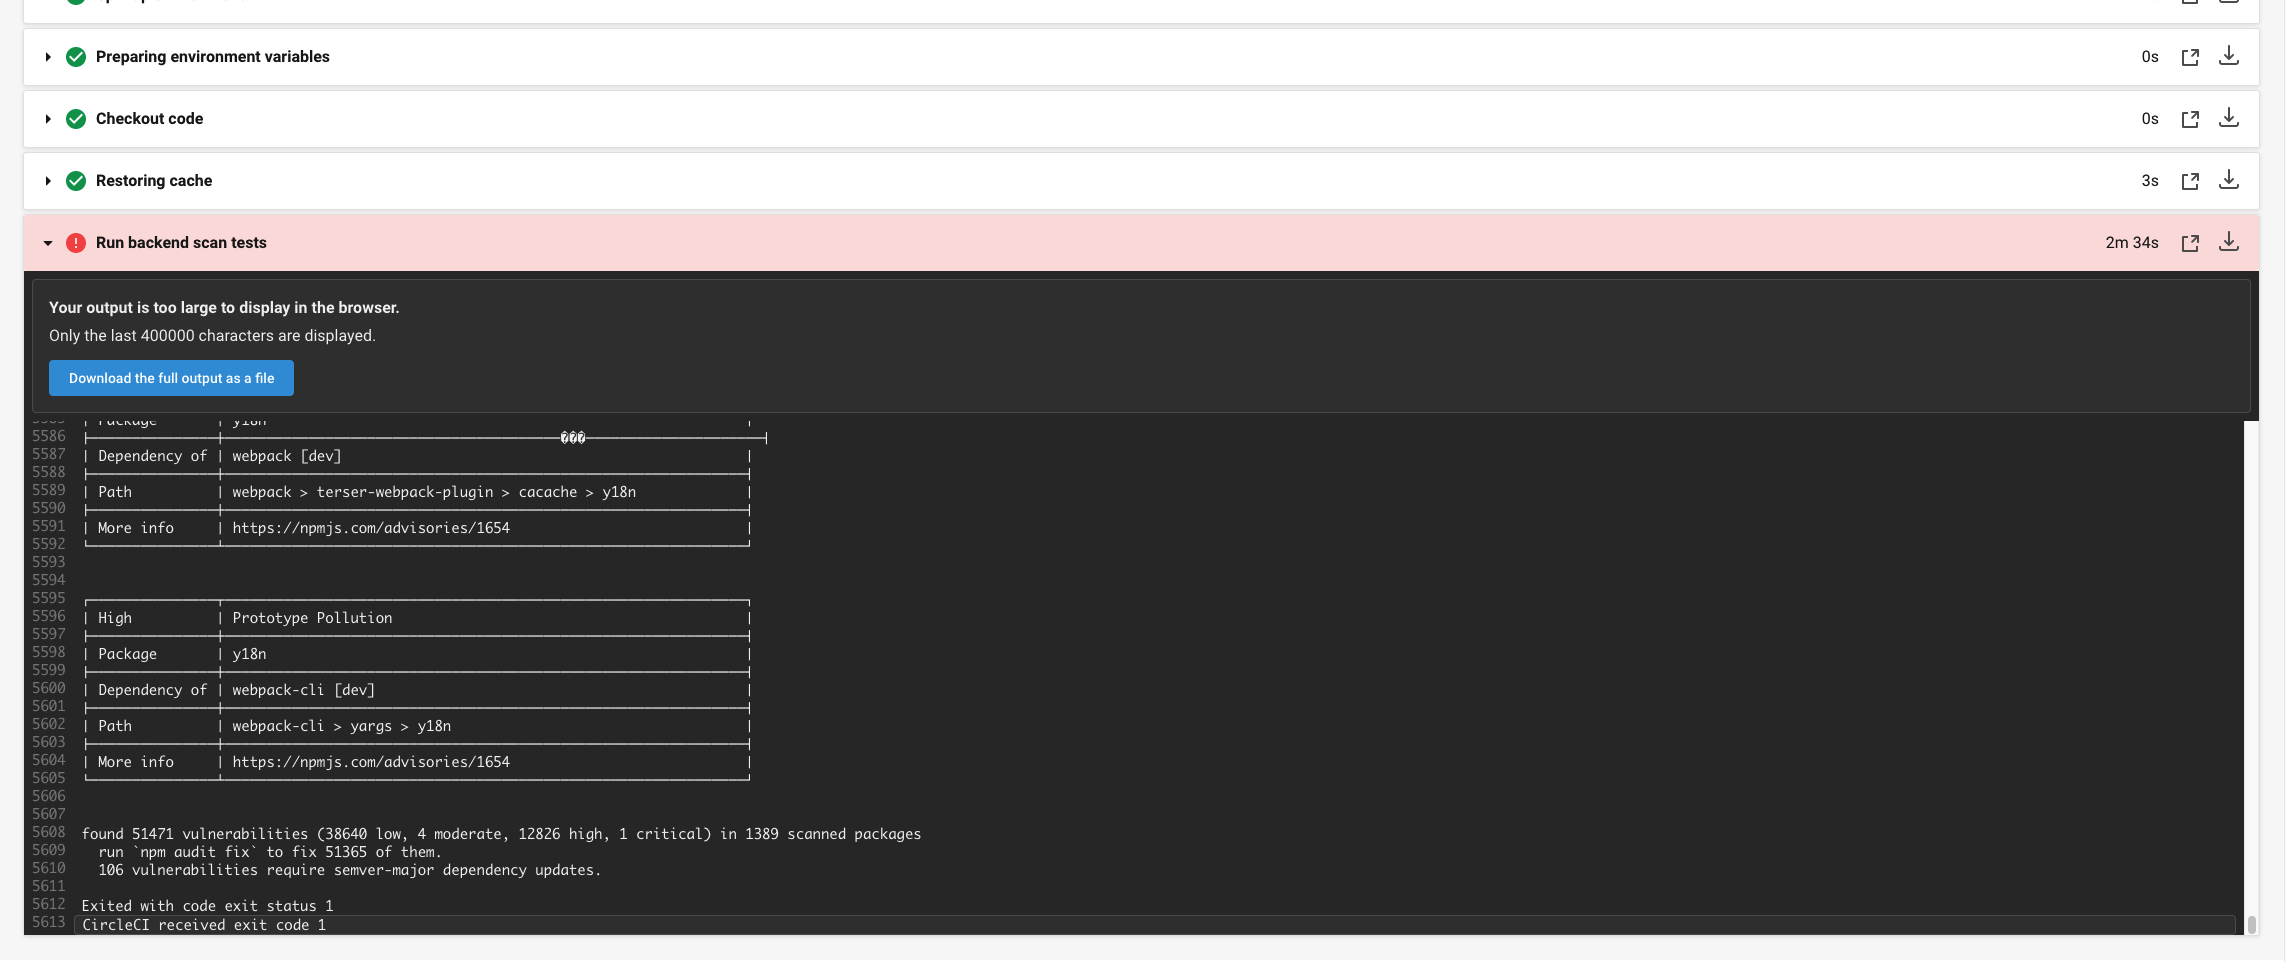 Preparing environment variables 0s
Checkout code 0s
Restoring cache 3s
Run backend scan tests 2m 34s
Your output is too large to display in the browser.
Only the last 400000 characters are displayed.
Download the full output as a file
| Package | y18n |
5586 ���
5587 | Dependency of | webpack [dev] |
5588
5589 | Path | webpack > terser-webpack-plugin > cacache > y18n |
5590
5591 | More info | https://npmjs.com/advisories/1654 |
5592
5593
5594
5595
5596 | High | Prototype Pollution |
5597
5598 | Package | y18n |
5599
5600 | Dependency of | webpack-cli [dev] |
5601
5602 | Path | webpack-cli > yargs > y18n |
5603
5604 | More info | https://npmjs.com/advisories/1654 |
5605
5606
5607
5608 found 51471 vulnerabilities (38640 low, 4 moderate, 12826 high, 1 critical) in 1389 scanned packages
5609 run `npm audit fix` to fix 51365 of them.
5610 106 vulnerabilities require semver-major dependency updates.
5611
5612 Exited with code exit status 1
5613 CircleCI received exit code 1